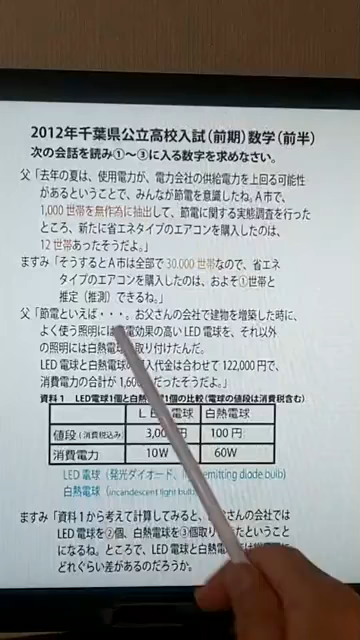 2012年千葉県公立高校入試(前期)数学(前半)
次の会話を読み①～③に入る数字を求めなさい。
父「去年の夏は、使用電力が、電力会社の供給電力を上回る可能性
があるということで、みんなが節電を意識したね。A市で、
1,000世帯を無作為に抽出して、節電に関する実態調査を行った
ところ、新たに省エネタイプのエアコンを購入したのは、
12世帯あったそうだよ。」
ますみ「そうするとA市は全部で30,000世帯なので、省エネ
タイプのエアコンを購入したのは、およそ①世帯と
推定(推測)できるね。」
父「節電といえば・・・。お父さんの会社で建物を増築した時に、
よく使う照明には 電効果の高いLED電球を、それ以外
の照明には白熱電 取り付けたんだ。
LED電球と白熱電球の 入代金は合わせて122,000円で、
消費電力の合計が1,60 だったそうだよ。」
資料1 LED電球1個と白熱 1個の比較(電球の値段は消費税含む)
LED電球 白熱電球
値段(消費税込み) 3,00 円 100円
消費電力 10W 60W
LED電球(発光ダイオード、 emitting diode bulb)
白熱電球(incandescent light bulb)
ますみ「資料1から考えて計算してみると、 さんの会社では
LED電球を②個、白熱電球を③個取り たということ
になるね。ところで、LED電球と白熱電
どれぐらい差があるのだろうか。